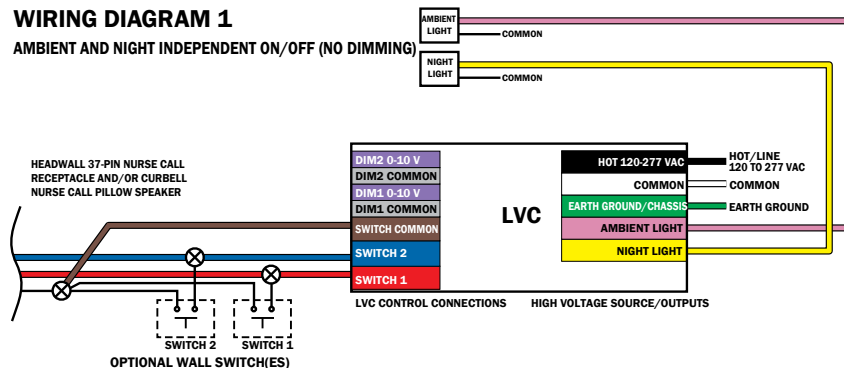 WIRING DIAGRAM 1
AMBIENT AND NIGHT INDEPENDENT ON/OFF (NO DIMMING)
AMBIENT
LIGHT
COMMON
NIGHT
LIGHT
COMMON
HEADWALL 37-PIN NURSE CALL
RECEPTACLE AND/OR CURBELL
NURSE CALL PILLOW SPEAKER
DIM2 0-10 V
DIM2 COMMON
DIM1 0-10 V
DIM1 COMMON
SWITCH COMMON
SWITCH 2
SWITCH 1
LVC
HOT 120-277 VAC
COMMON
EARTH GROUND/CHASSIS
AMBIENT LIGHT
NIGHT LIGHT
HOT/LINE
120 TO 277 VAC
COMMON
EARTH GROUND
LVC CONTROL CONNECTIONS
HIGH VOLTAGE SOURCE/OUTPUTS
SWITCH 2
SWITCH 1
OPTIONAL WALL SWITCH(ES)